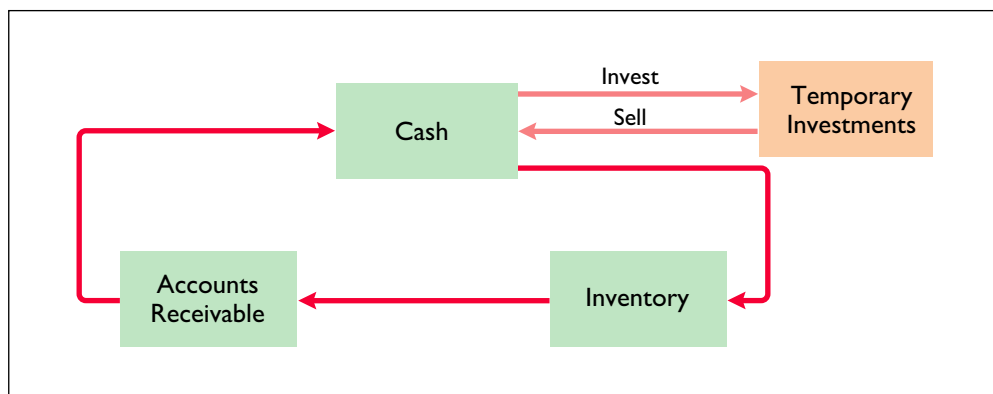 Invest
Temporary
Investments
Cash
Sell
Accounts
Receivable
Inventory